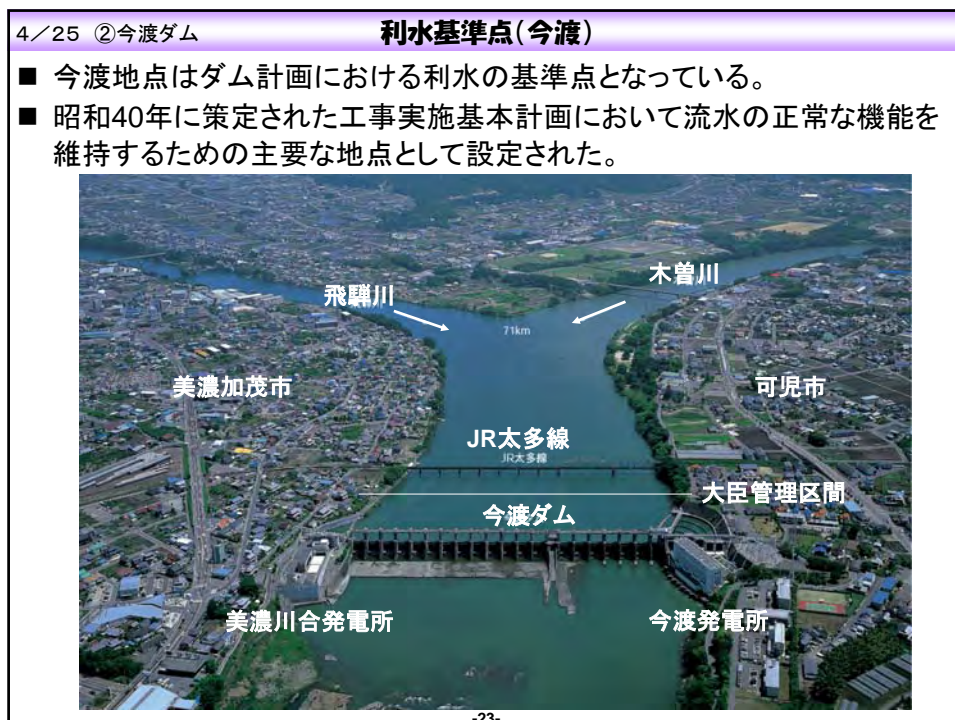 4/25 ②今渡ダム
利水基準点(今渡)
■ 今渡地点はダム計画における利水の基準点となっている。
■ 昭和40年に策定された工事実施基本計画において流水の正常な機能を
維持するための主要な地点として設定された。
木曽川
飛騨川
71km
美濃加茂市
可児市
JR太多線
JR太多線
大臣管理区間
今渡ダム
美濃川合発電所
今渡発電所
-23-